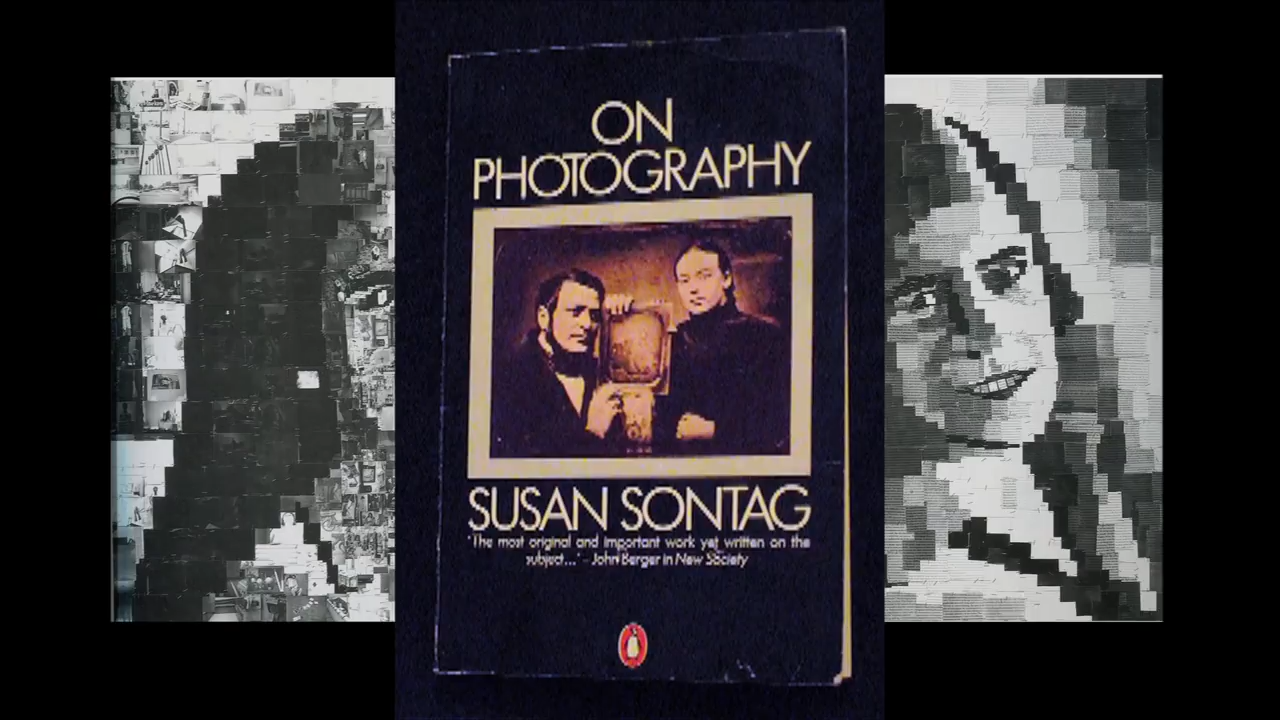 ON
PHOTOGRAPHY
SUSAN SONTAG
'The most original and important work yet written on the
subject...' - John Berger in New Society